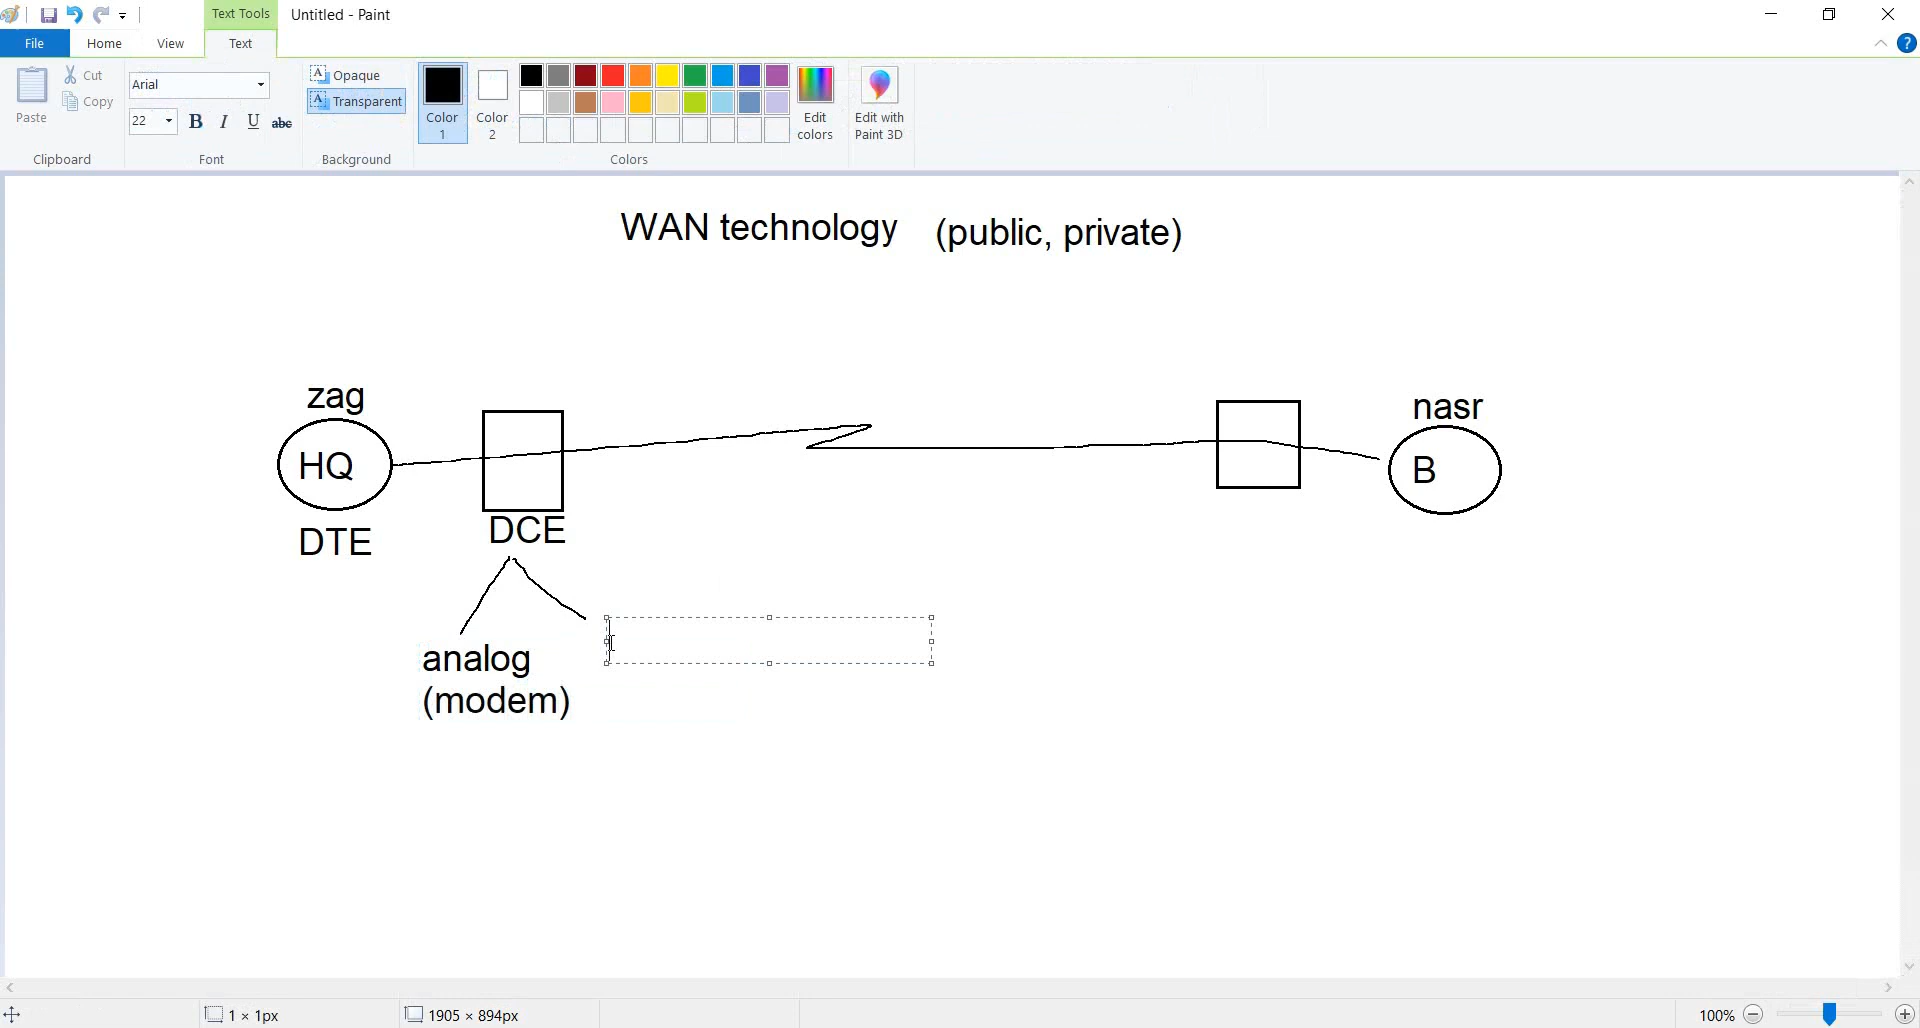 Text Tools
Untitled - Paint
File
Home
View
Text
Paste
Cut
Copy
Clipboard
Arial
22
B
I
U
abc
Font
A
Opaque
A
Transparent
Background
Color
1
Color
2
Colors
Edit
colors
Edit with
Paint 3D
?
WAN technology
(public, private)
zag
HQ
DTE
DCE
analog
(modem)
nasr
B
1 × 1px
1905 × 894px
100%